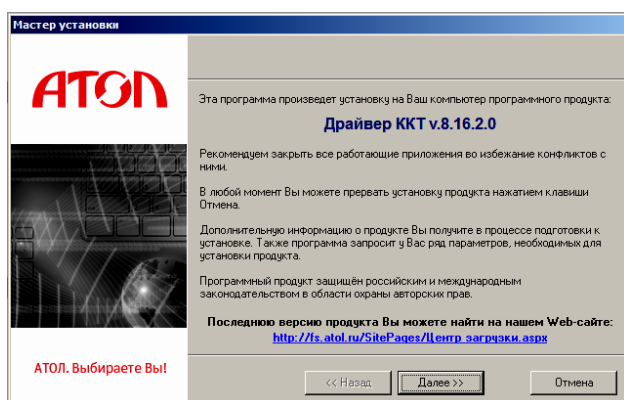 Мастер установки
АТОЛ
Эта программа произведет установку на Ваш компьютер программного продукта:
Драйвер ККТ v.8.16.2.0
Рекомендуем закрыть все работающие приложения во избежание конфликтов с
ними.
В любой момент Вы можете прервать установку продукта нажатием клавиши
Отмена.
Дополнительную информацию о продукте Вы получите в процессе подготовки к
установке. Также программа запросит у Вас ряд параметров, необходимых для
установки продукта.
Программный продукт защищён российским и международным
законодательством в области охраны авторских прав.
Последнюю версию продукта Вы можете найти на нашем Web-сайте:
http://fs.atol.ru/SitePages/Центр загрузки.aspx
АТОЛ. Выбираете Вы!
<< Назад
Далее >>
Отмена